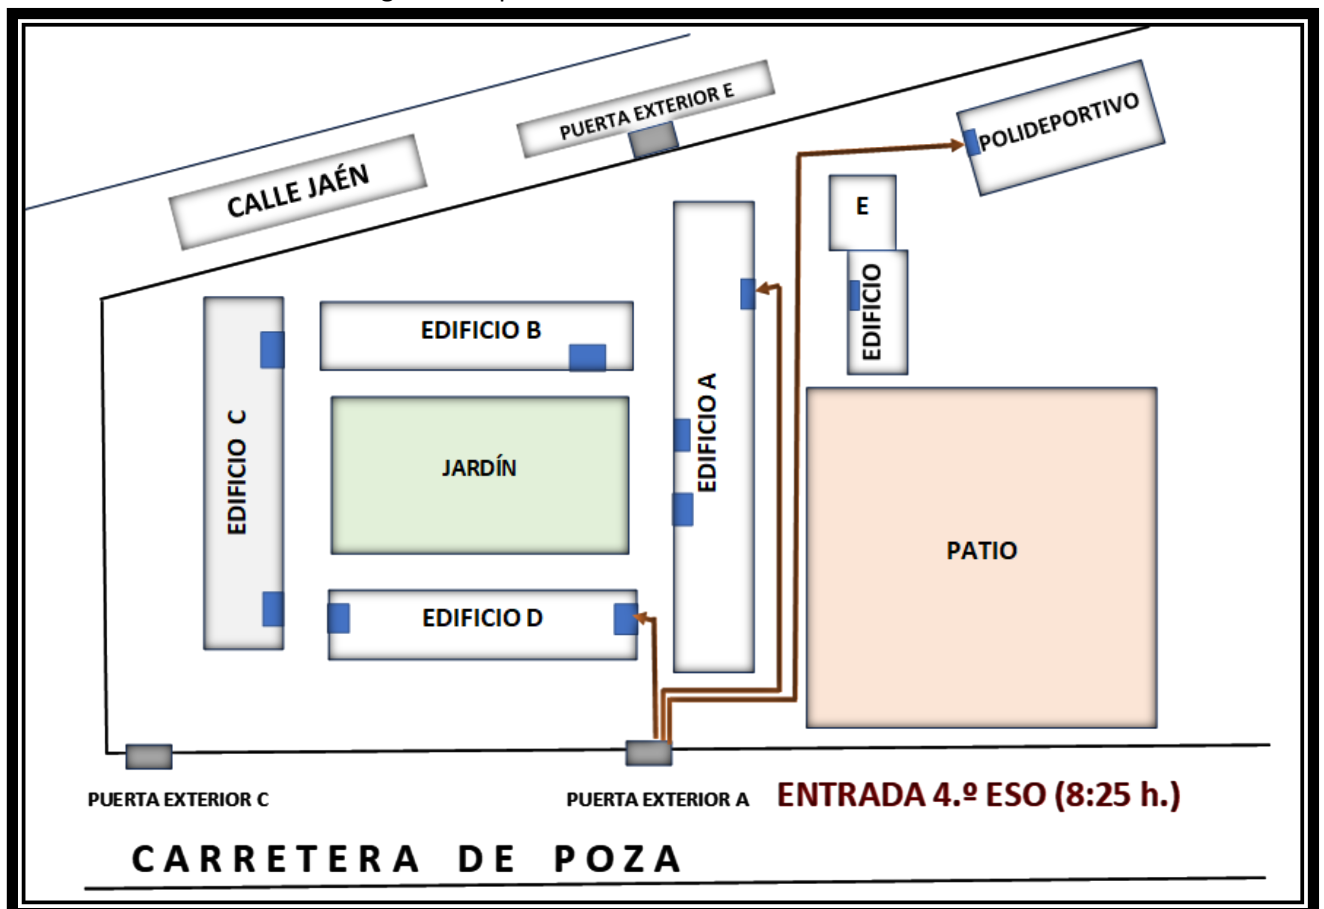 PUERTA EXTERIOR E
POLIDEPORTIVO
CALLE JAÉN
E
EDIFICIO
EDIFICIO B
EDIFICIO A
EDIFICIO C
JARDÍN
PATIO
EDIFICIO D
PUERTA EXTERIOR C
PUERTA EXTERIOR A
ENTRADA 4.º ESO (8:25 h.)
CARRETERA DE POZA